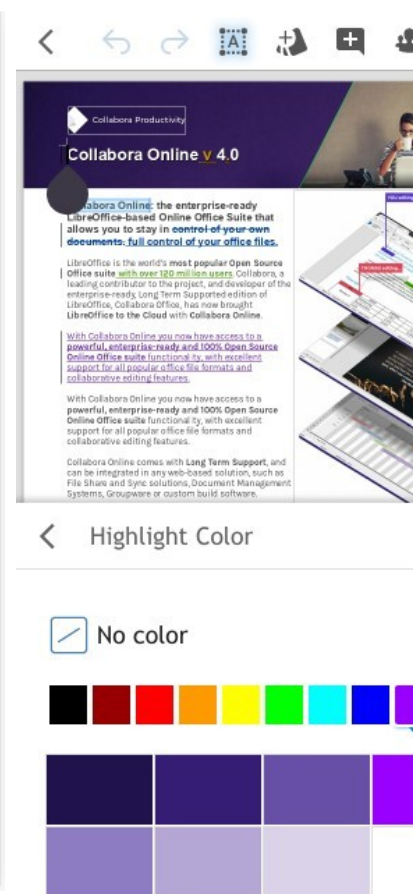 A
Collabora Productivity
Collabora Online v 4.0
abora Online: the enterprise-ready
LibreOffice-based Online Office Suite that
allows you to stay in control of your own
documents. full control of your office files.
LibreOffice is the world's most popular Open Source
Office suite with over 120 million users. Collabora, a
leading contributor to the project, and developer of the
enterprise-ready, Long Term Supported edition of
LibreOffice, Collabora Office, has now brought
LibreOffice to the Cloud with Collabora Online.
With Collabora Online you now have access to a
powerful, enterprise-ready and 100% Open Source
Online Office suite functionality, with excellent
support for all popular office file formats and
collaborative editing features.
With Collabora Online you now have access to a
powerful, enterprise-ready and 100% Open Source
Online Office suite functionality, with excellent
support for all popular office file formats and
collaborative editing features.
Collabora Online comes with Long Term Support, and
can be integrated in any web-based solution, such as
File Share and Sync solutions, Document Management
Systems, Groupware or custom build software.
Highlight Color
No color